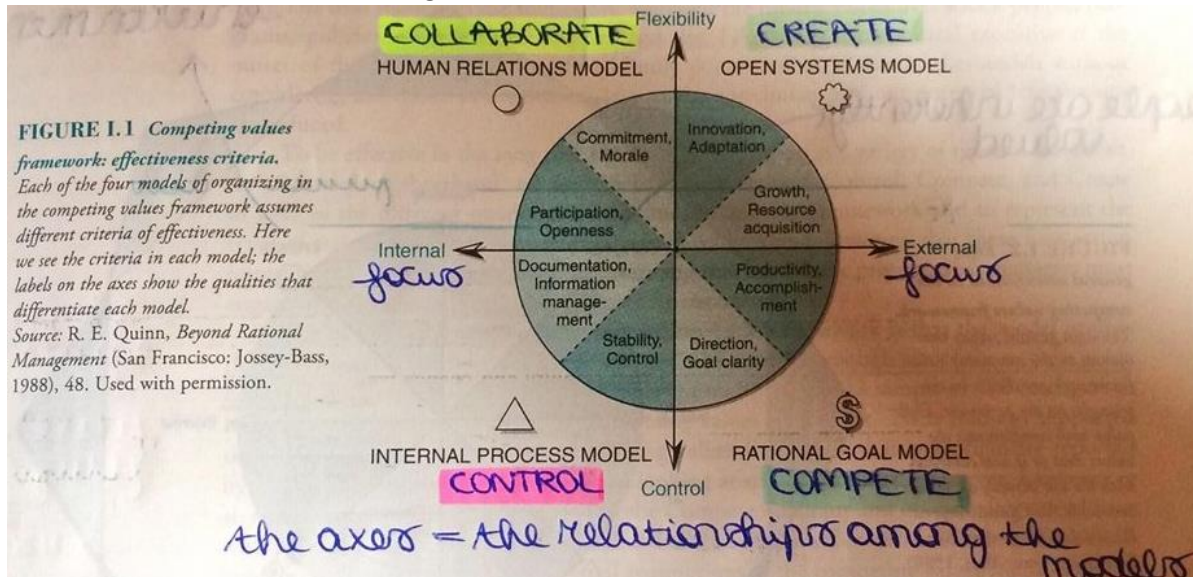 COLLABORATE
Flexibility
CREATE
HUMAN RELATIONS MODEL
OPEN SYSTEMS MODEL
FIGURE I.1 Competing values
framework: effectiveness criteria.
Each of the four models of organizing in
the competing values framework assumes
different criteria of effectiveness. Here
we see the criteria in each model; the
labels on the axes show the qualities that
differentiate each model.
Source: R. E. Quinn, Beyond Rational
Management (San Francisco: Jossey-Bass,
1988), 48. Used with permission.
Commitment,
Morale
Innovation,
Adaptation
Participation,
Openness
Growth,
Resource
acquisition
Internal
focus
External
focus
Documentation,
Information
manage-
ment
Productivity,
Accomplish-
ment
Stability,
Control
Direction,
Goal clarity
$
INTERNAL PROCESS MODEL
RATIONAL GOAL MODEL
CONTROL
Control
COMPETE
the axes = the relationships among the
models